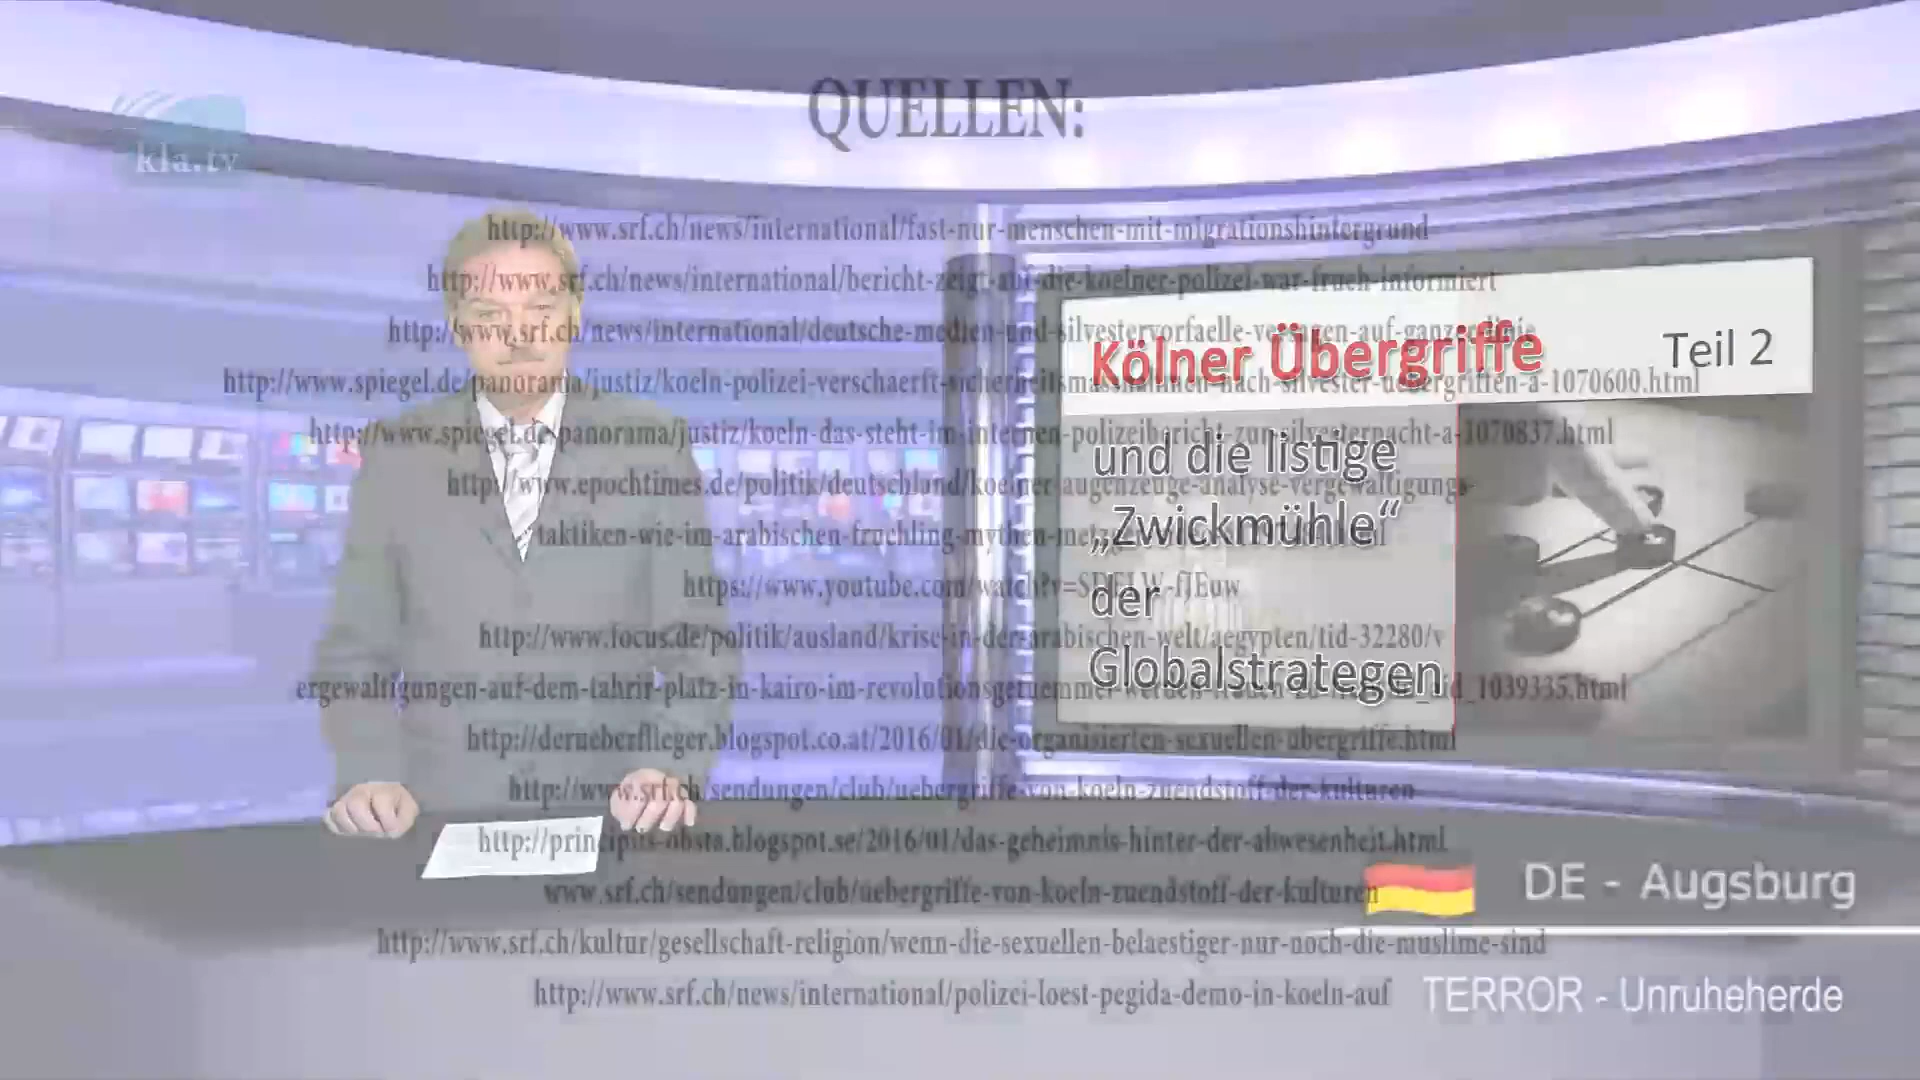 QUELLEN:
kla.tv
http://www.srf.ch/news/international/fast-nur-menschen-mit-migrationshintergrund
http://www.srf.ch/news/international/bericht-zeigt-auf-die-koelner-polizei-war-frueh-informiert
http://www.srf.ch/news/international/deutsche-medien-und-silvestervorfaelle-versagen-auf-ganzer-linie
http://www.spiegel.de/panorama/justiz/koeln-polizei-verschaerft-sicherheitsmassnahmen-nach-silvester-uebergriffen-a-1070600.html
http://www.spiegel.de/panorama/justiz/koeln-das-steht-im-internen-polizeibericht-zur-silvesternacht-a-1070837.html
http://www.epochtimes.de/politik/deutschland/koelner-augenzeuge-analyse-vergewaltigungs-
taktiken-wie-im-arabischen-fruehling-mythen-
https://www.youtube.com/watch?v=
http://www.focus.de/politik/ausland/krise-in-der-arabischen-welt/aegypten/tid-32280/v
ergewaltigungen-auf-dem-tahrir-platz-in-kairo-im-revolutionsgetuemmel-werden-frauen-
http://derueberflieger.blogspot.co.at/2016/01/die-organisierten-sexuellen-ubergriffe.html
http://www.srf.ch/sendungen/club/uebergriffe-von-koeln-zuendstoff-der-kulturen
http://principiis-obsta.blogspot.se/2016/01/das-geheimnis-hinter-der-abwesenheit.html
www.srf.ch/sendungen/club/uebergriffe-von-koeln-zuendstoff-der-kulturen
http://www.srf.ch/kultur/gesellschaft-religion/wenn-die-sexuellen-belaestiger-nur-noch-die-muslime-sind
http://www.srf.ch/news/international/polizei-loest-pegida-demo-in-koeln-auf
Kölner Übergriffe Teil 2
und die listige
„Zwickmühle“
der
Globalstrategen
DE - Augsburg
TERROR - Unruheherde